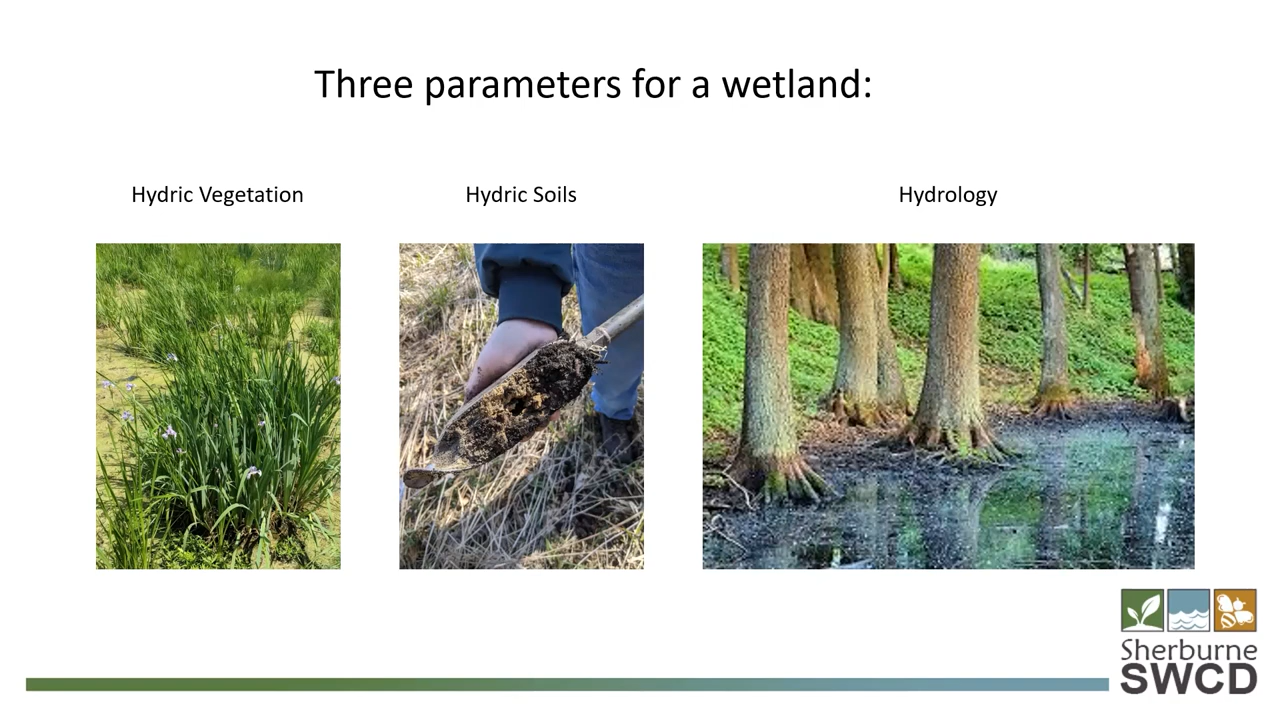 Three parameters for a wetland:
Hydric Vegetation
Hydric Soils
Hydrology
Sherburne
SWCD